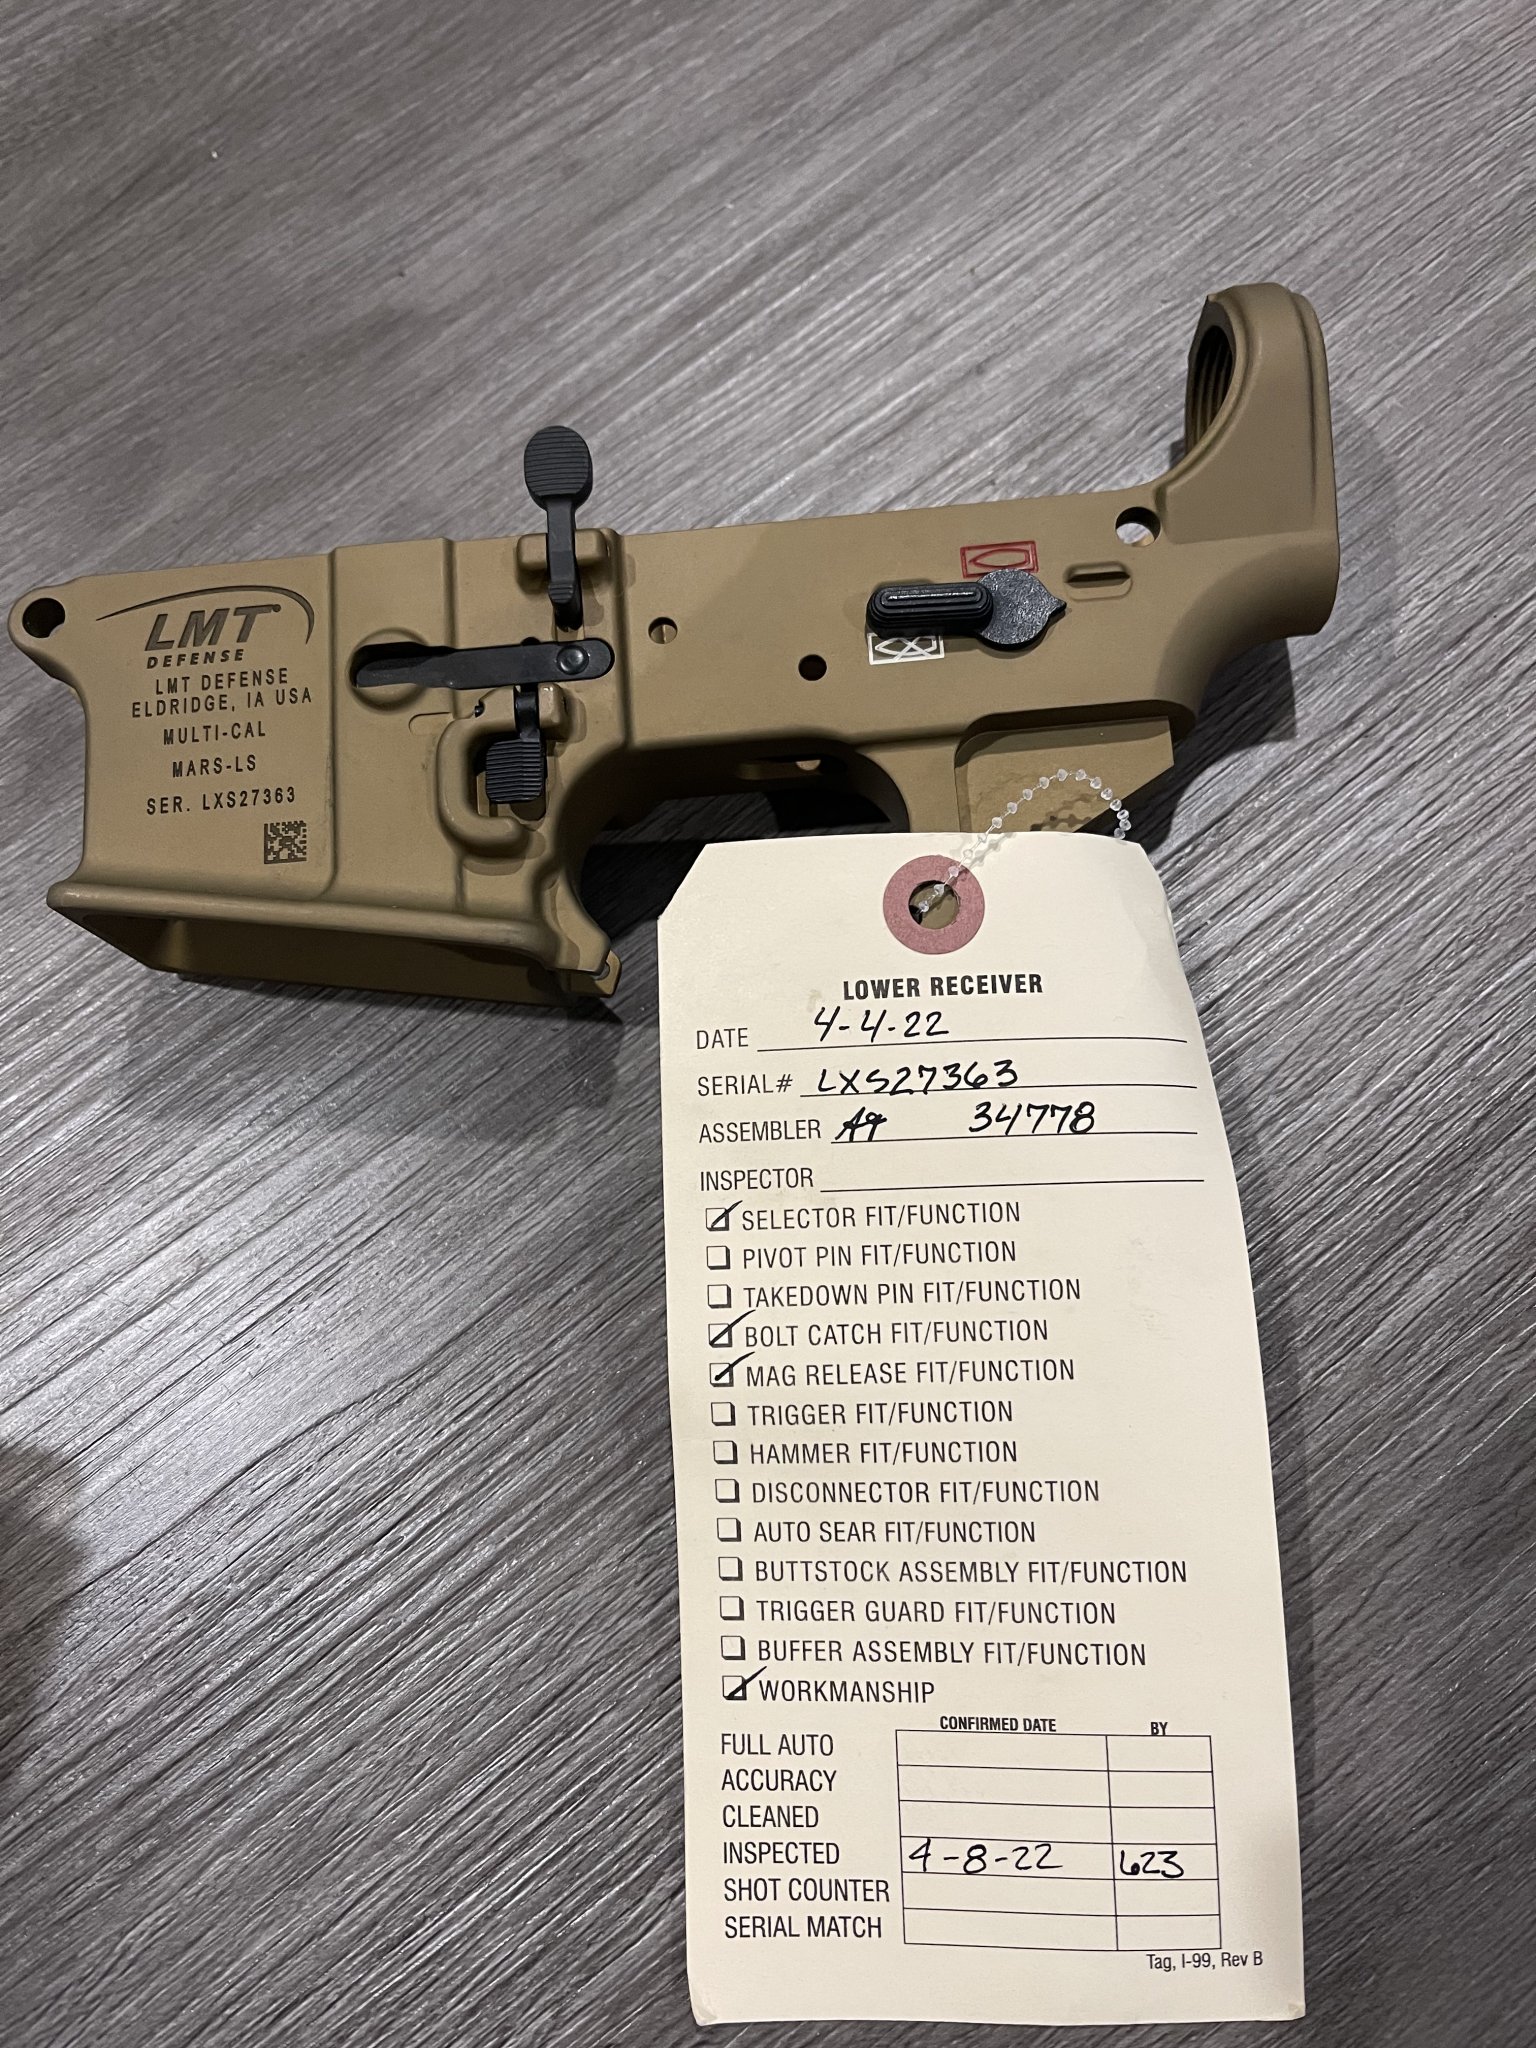 LMT
DEFENSE
LMT DEFENSE
ELDRIDGE, IA USA
MULTI-CAL
MARS-LS
SER. LXS27363
LOWER RECEIVER
DATE 4-4-22
SERIAL# LXS27363
ASSEMBLER 34778
INSPECTOR
SELECTOR FIT/FUNCTION
PIVOT PIN FIT/FUNCTION
TAKEDOWN PIN FIT/FUNCTION
BOLT CATCH FIT/FUNCTION
MAG RELEASE FIT/FUNCTION
TRIGGER FIT/FUNCTION
HAMMER FIT/FUNCTION
DISCONNECTOR FIT/FUNCTION
AUTO SEAR FIT/FUNCTION
BUTTSTOCK ASSEMBLY FIT/FUNCTION
TRIGGER GUARD FIT/FUNCTION
BUFFER ASSEMBLY FIT/FUNCTION
WORKMANSHIP
CONFIRMED DATE BY
FULL AUTO
ACCURACY
CLEANED
INSPECTED 4-8-22 623
SHOT COUNTER
SERIAL MATCH
Tag, I-99, Rev B